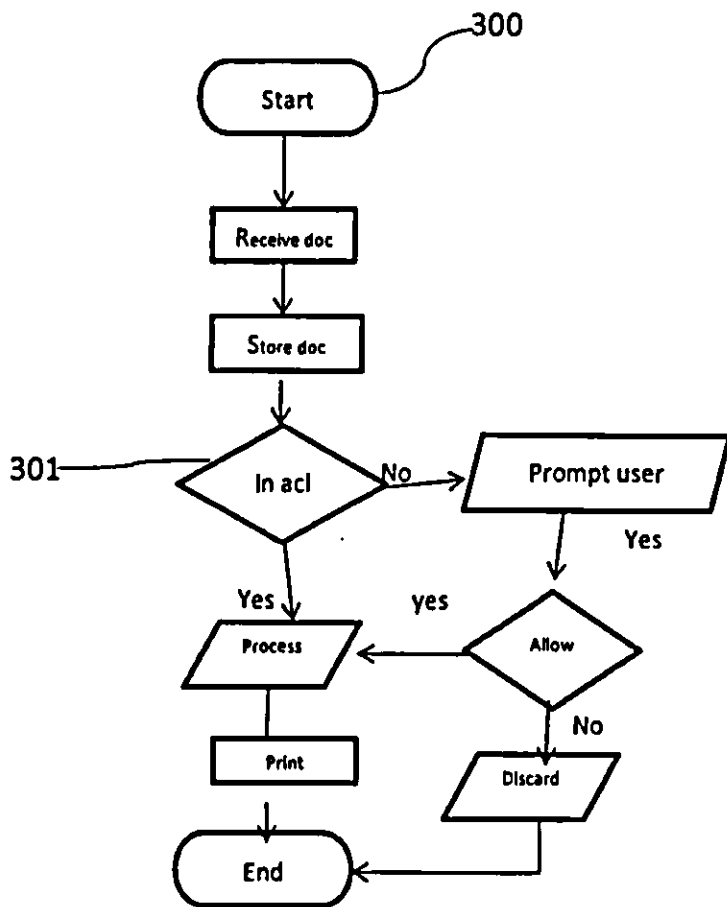 300
Start
Receive doc
Store doc
301
In acl
No
Prompt user
Yes
Yes
yes
Process
Allow
No
Print
Discard
End